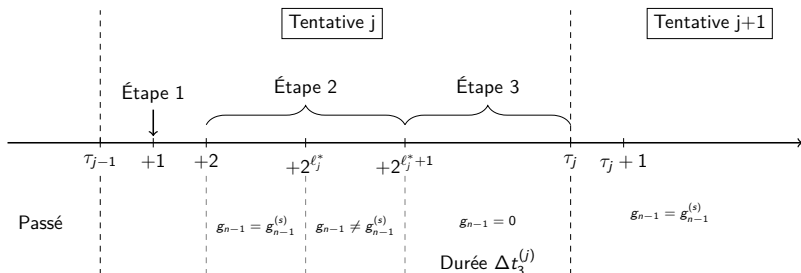 Tentative j
Tentative j+1
Étape 1
Étape 2
Étape 3
τ_{j−1}
+1
+2
+2^{ℓ_j^*}
+2^{ℓ_j^*+1}
τ_j
τ_j + 1
Passé
g_{n−1} = g_{n−1}^{(s)}
g_{n−1} ≠ g_{n−1}^{(s)}
g_{n−1} = 0
g_{n−1} = g_{n−1}^{(s)}
Durée Δt_3^{(j)}